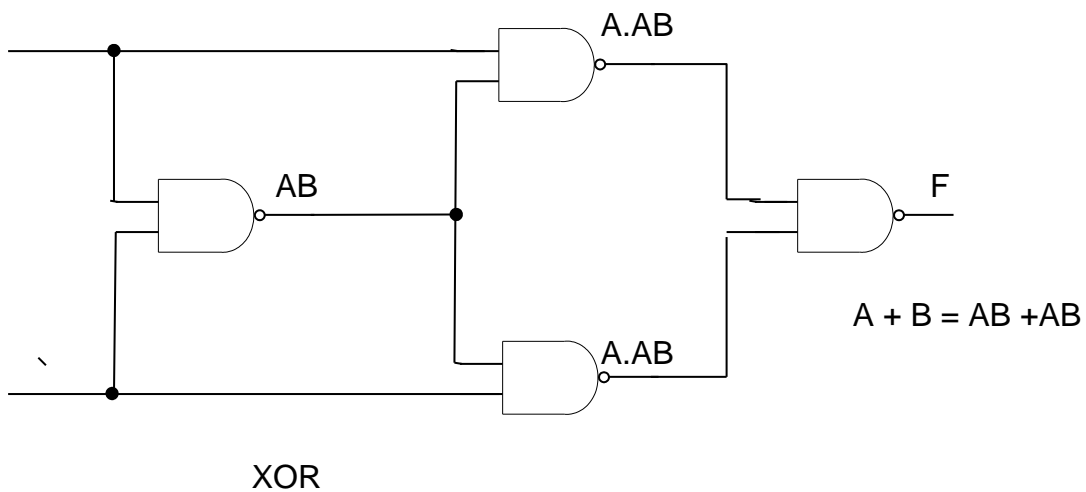 A.AB
AB
F
A + B = AB +AB
A.AB
XOR